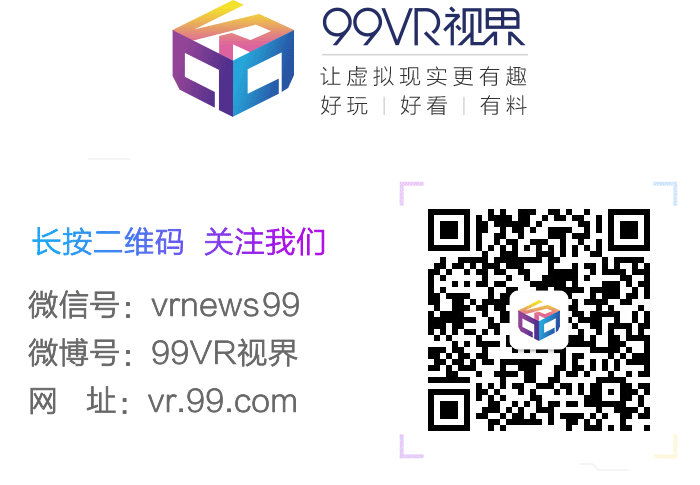 99VR视界
让虚拟现实更有趣
好玩 | 好看 | 有料
长按二维码 关注我们
微信号：vrnews99
微博号：99VR视界
网 址：vr.99.com